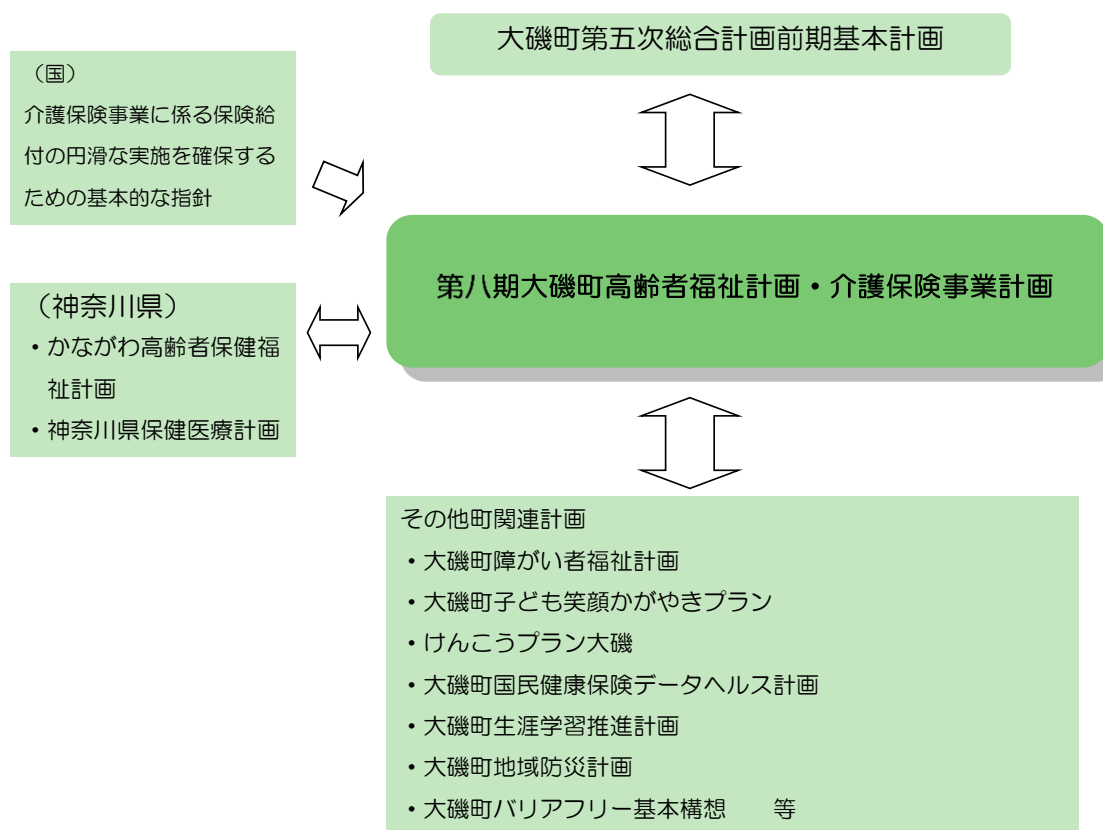 大磯町第五次総合計画前期基本計画
（国）
介護保険事業に係る保険給
付の円滑な実施を確保する
ための基本的な指針
第八期大磯町高齢者福祉計画・介護保険事業計画
（神奈川県）
・かながわ高齢者保健福
祉計画
・神奈川県保健医療計画
その他町関連計画
・大磯町障がい者福祉計画
・大磯町子ども笑顔かがやきプラン
・けんこうプラン大磯
・大磯町国民健康保険データヘルス計画
・大磯町生涯学習推進計画
・大磯町地域防災計画
・大磯町バリアフリー基本構想　　等